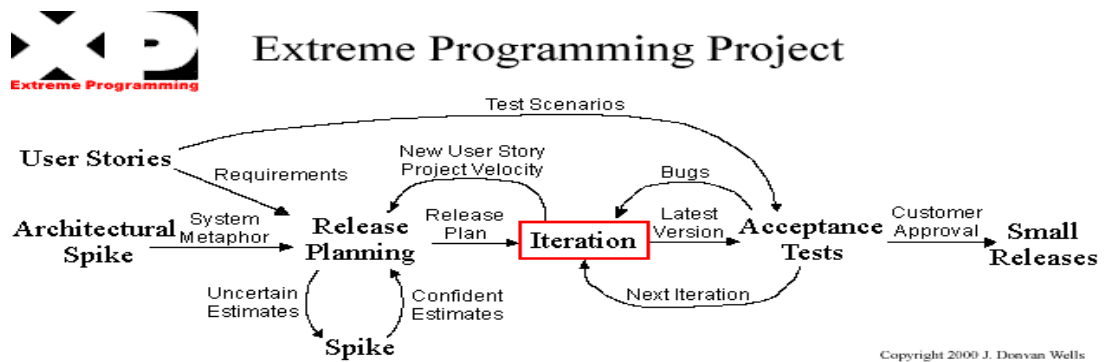 XP
Extreme Programming
Extreme Programming Project
Test Scenarios
User Stories
Requirements
New User Story
Project Velocity
Bugs
Architectural
Spike
System
Metaphor
Release
Planning
Release
Plan
Iteration
Latest
Version
Acceptance
Tests
Customer
Approval
Small
Releases
Uncertain
Estimates
Confident
Estimates
Next Iteration
Spike
Copyright 2000 J. Donvan Wells